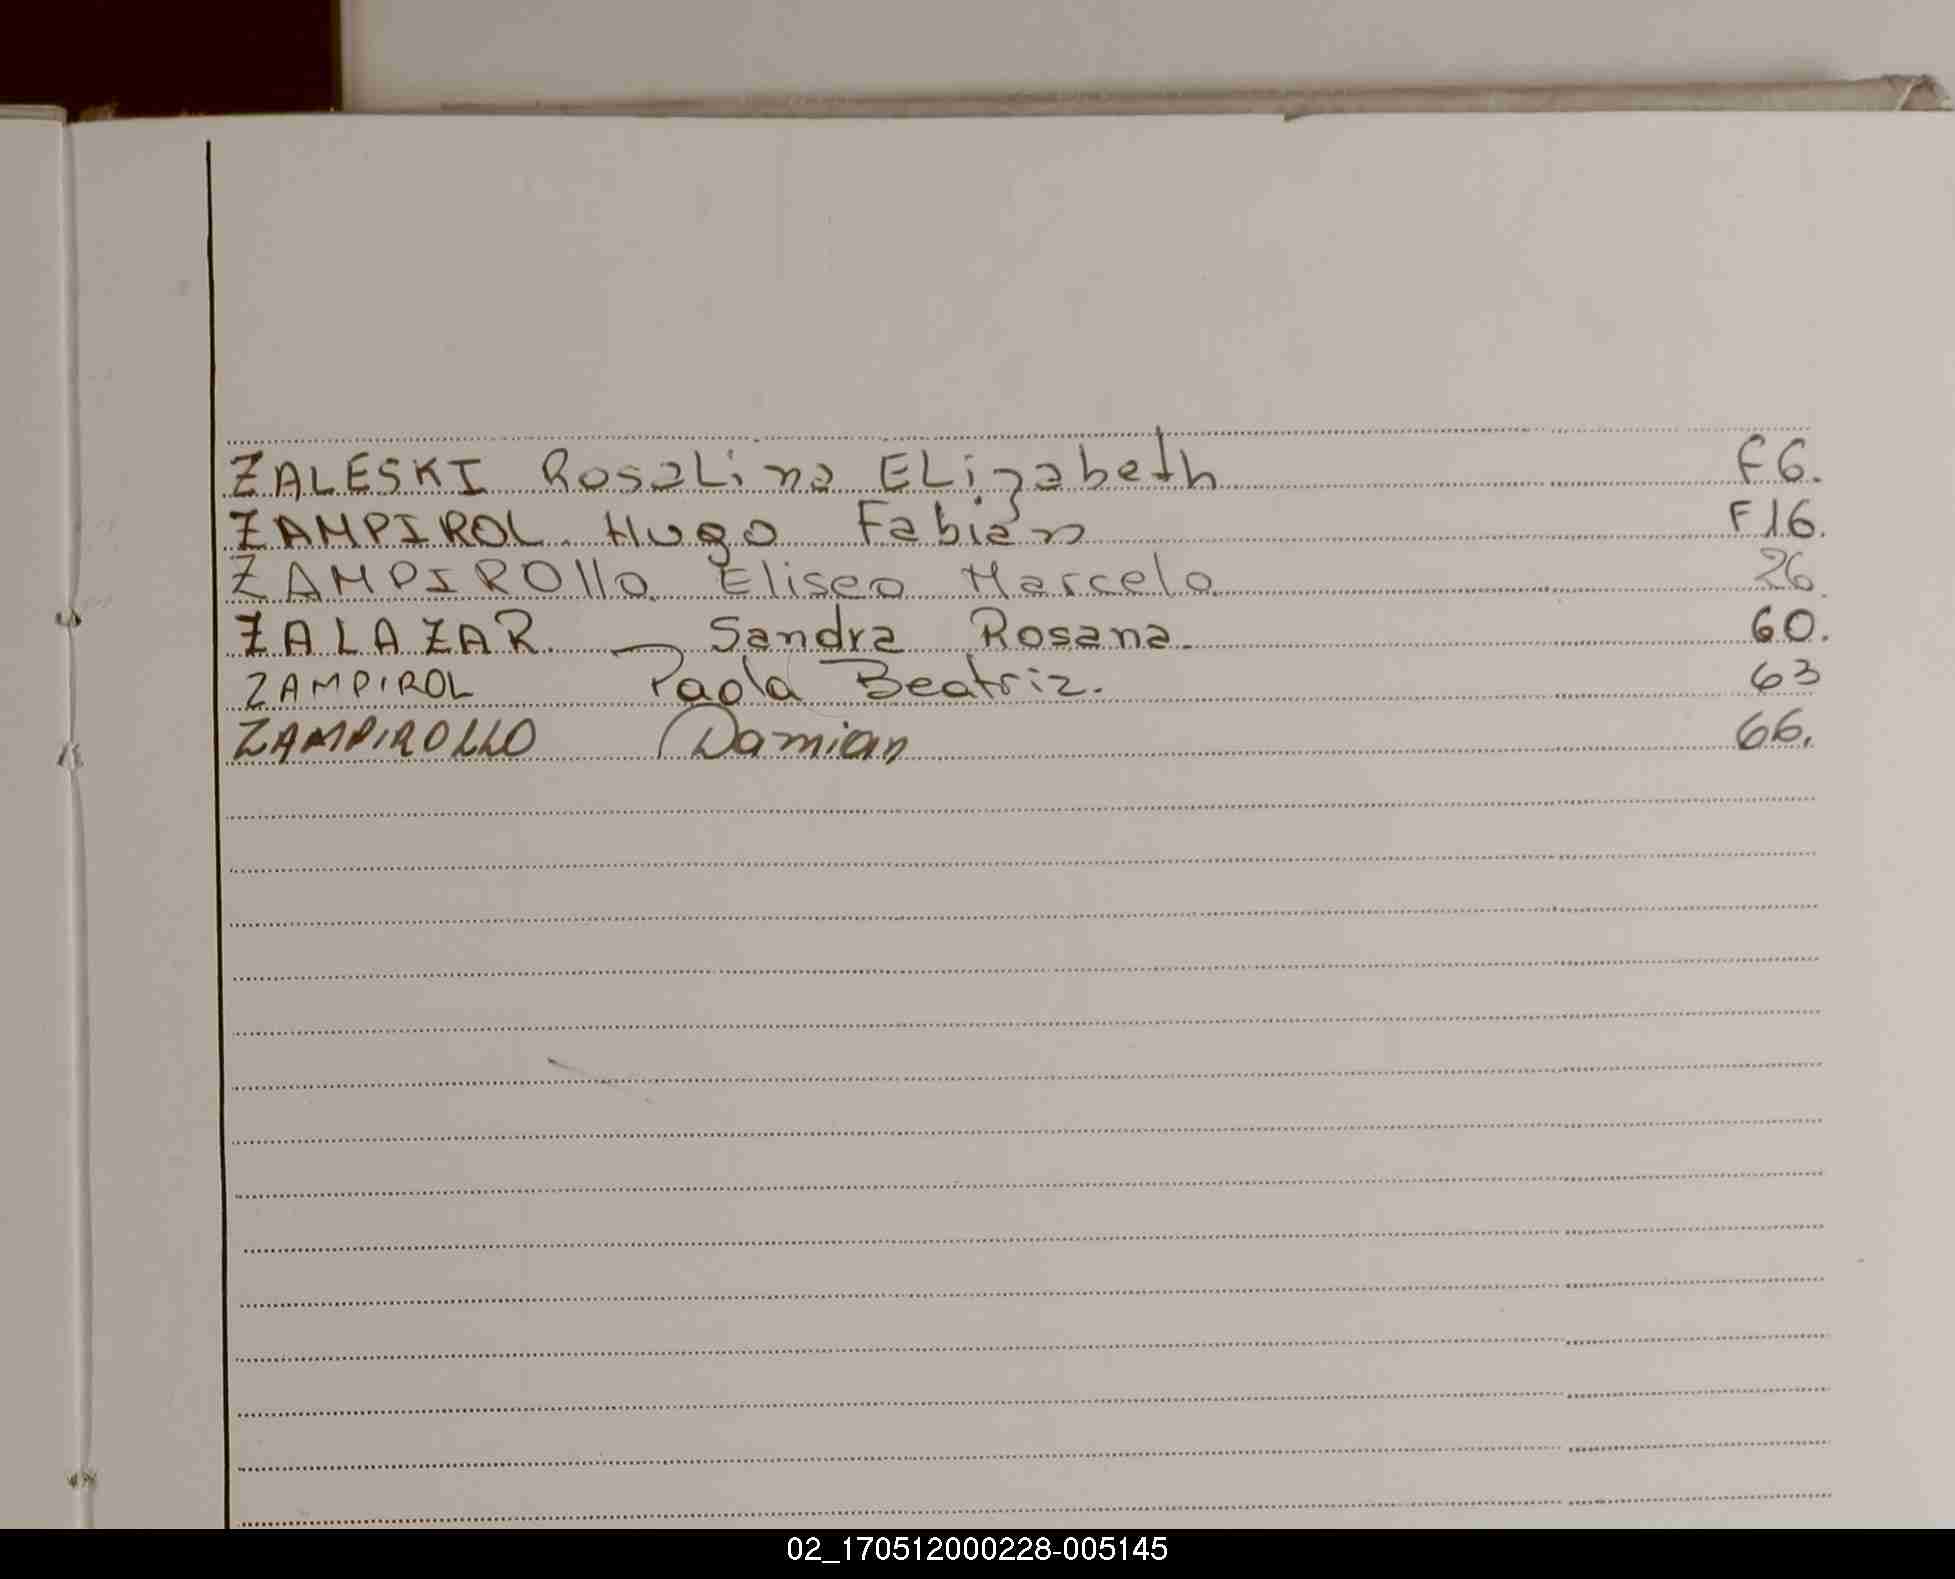 ZALESKI Rosalina Elizabeth F6.
ZAMPIROL Hugo Fabián F16.
ZAMPIROllo Eliseo Marcelo 26
ZALAZAR Sandra Rosana. 60.
ZAMPIROL Paola Beatriz. 63
ZAMPIROLLO Damian 66.
02_170512000228-005145